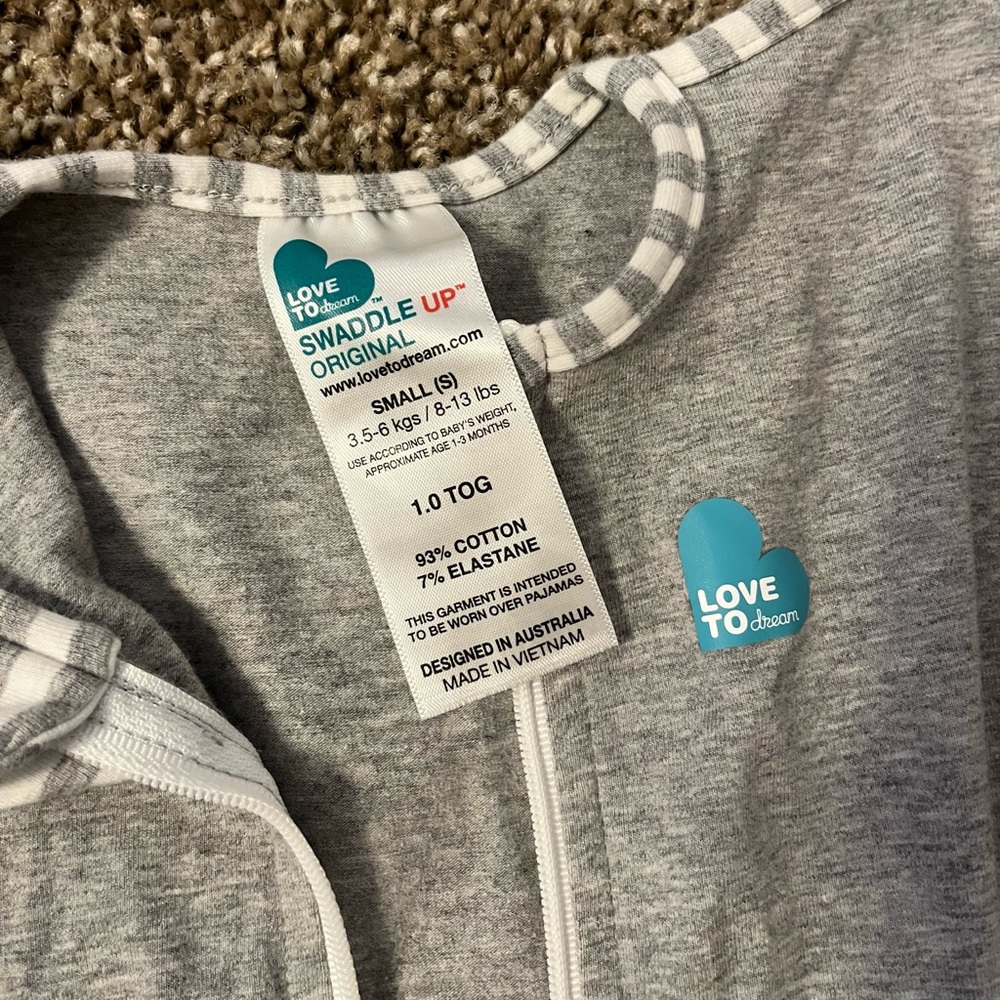 LOVE
TO dream™
SWADDLE UP™
ORIGINAL
www.lovetodream.com
SMALL (S)
3.5-6 kgs / 8-13 lbs
USE ACCORDING TO BABY'S WEIGHT,
APPROXIMATE AGE 1-3 MONTHS
1.0 TOG
93% COTTON
7% ELASTANE
THIS GARMENT IS INTENDED
TO BE WORN OVER PAJAMAS
DESIGNED IN AUSTRALIA
MADE IN VIETNAM
LOVE
TO dream